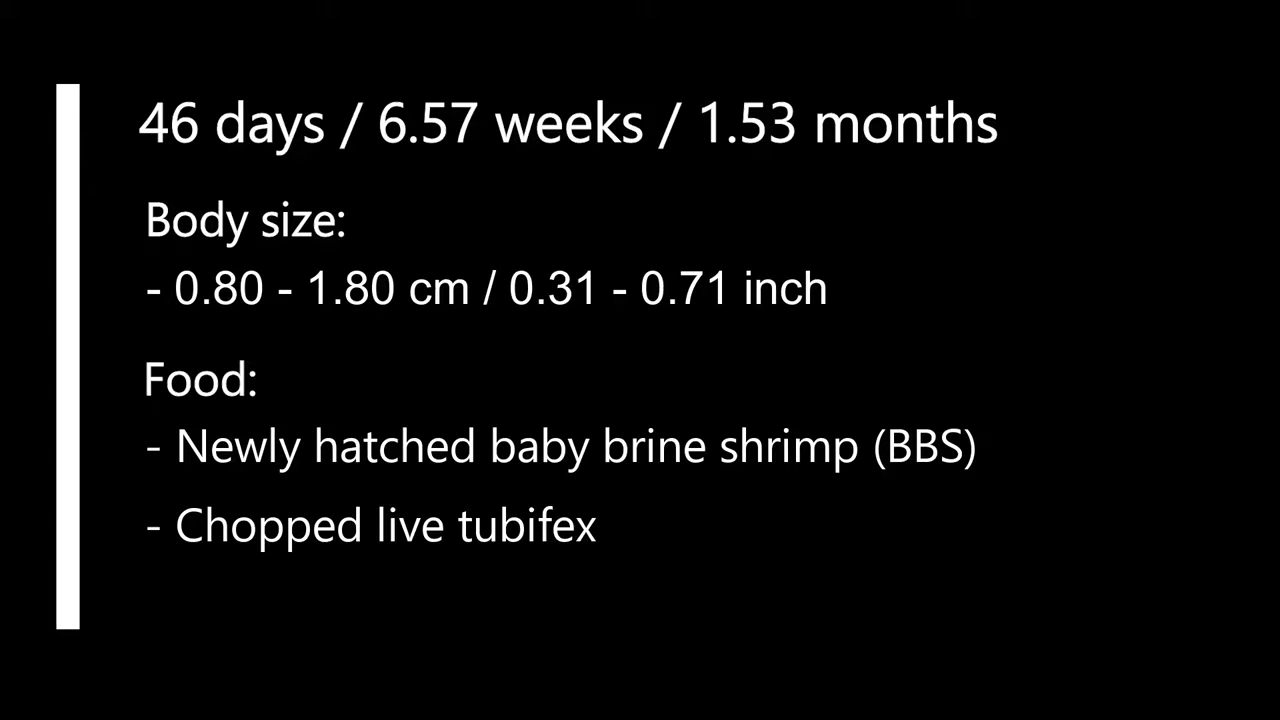 46 days / 6.57 weeks / 1.53 months
Body size:
- 0.80 - 1.80 cm / 0.31 - 0.71 inch
Food:
- Newly hatched baby brine shrimp (BBS)
- Chopped live tubifex